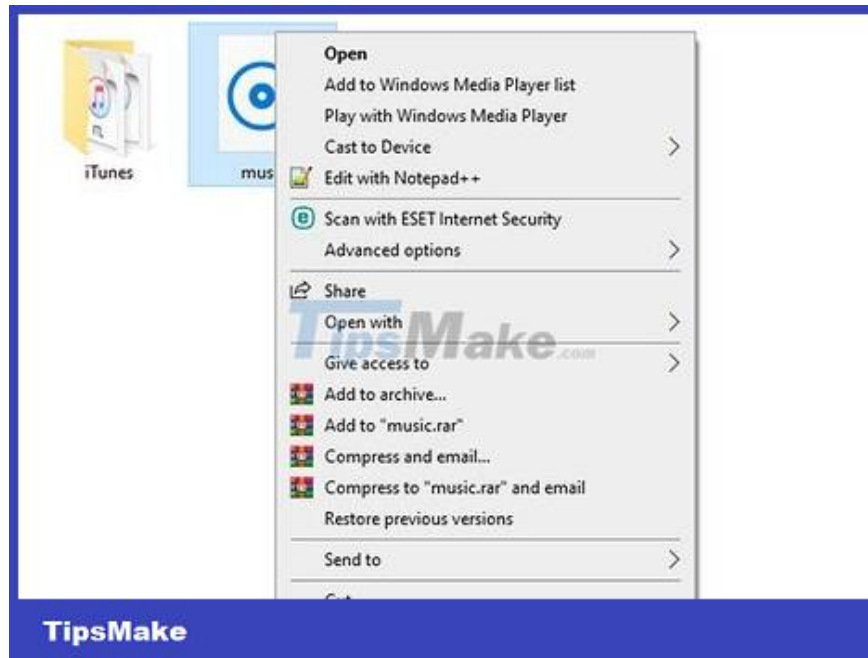 iTunes
mus
Open
Add to Windows Media Player list
Play with Windows Media Player
Cast to Device
Edit with Notepad++
Scan with ESET Internet Security
Advanced options
Share
Open with
TipsMake.com
Give access to
Add to archive...
Add to "music.rar"
Compress and email...
Compress to "music.rar" and email
Restore previous versions
Send to
TipsMake